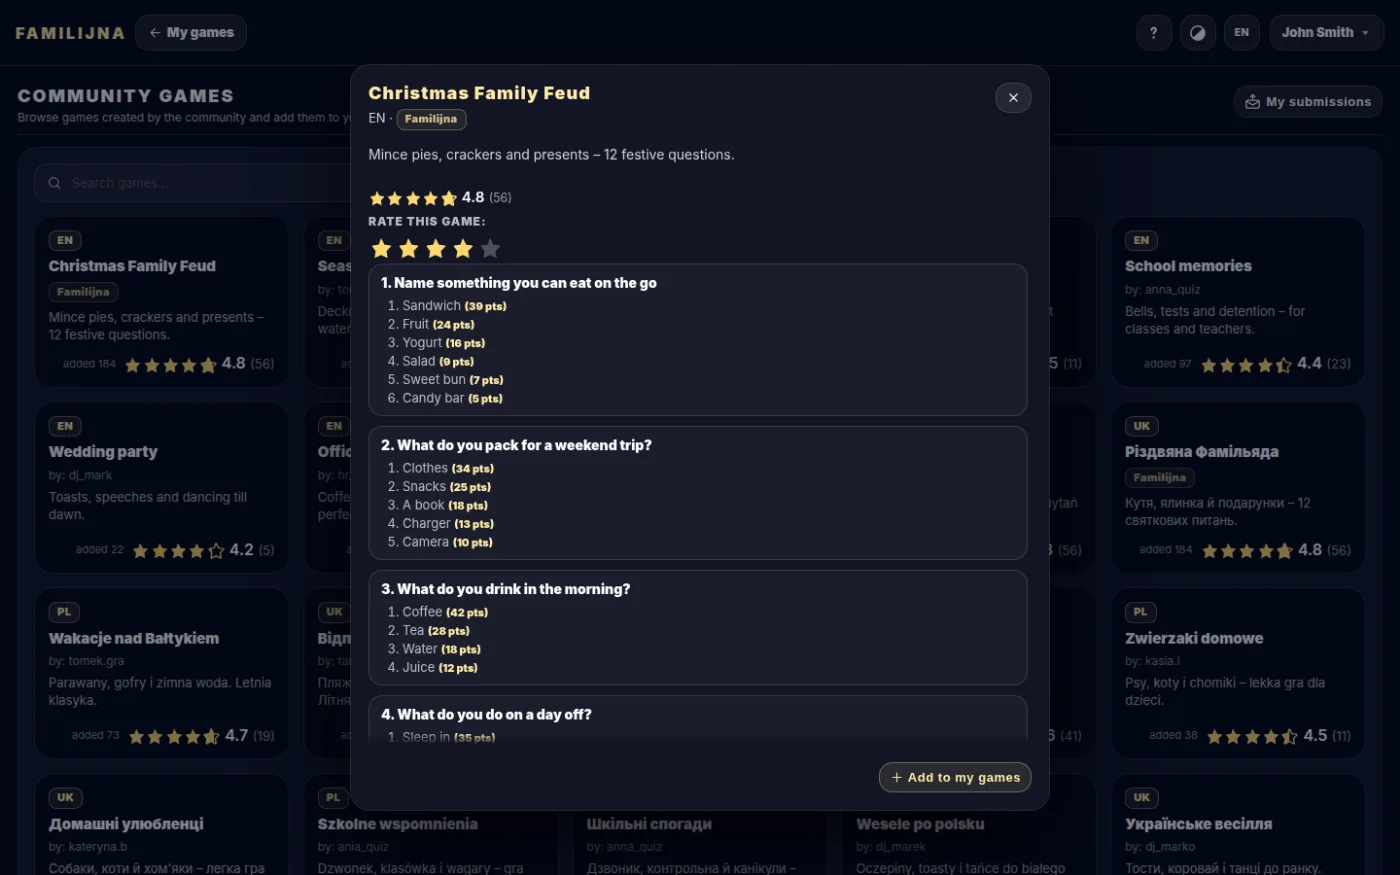 FAMILIJNA
← My games
?
EN
John Smith
COMMUNITY GAMES
Browse games created by the community and add them to
My submissions
Search games...
Christmas Family Feud
EN · Familijna
Mince pies, crackers and presents – 12 festive questions.
4.8 (56)
RATE THIS GAME:
1. Name something you can eat on the go
1. Sandwich (39 pts)
2. Fruit (24 pts)
3. Yogurt (16 pts)
4. Salad (9 pts)
5. Sweet bun (7 pts)
6. Candy bar (5 pts)
2. What do you pack for a weekend trip?
1. Clothes (34 pts)
2. Snacks (25 pts)
3. A book (18 pts)
4. Charger (13 pts)
5. Camera (10 pts)
3. What do you drink in the morning?
1. Coffee (42 pts)
2. Tea (28 pts)
3. Water (18 pts)
4. Juice (12 pts)
4. What do you do on a day off?
1. Sleep in (35 pts)
+ Add to my games
EN
Christmas Family Feud
Familijna
Mince pies, crackers and presents –
12 festive questions.
added 184 4.8 (56)
EN
(11)
EN
School memories
by: anna_quiz
Bells, tests and detention – for
classes and teachers.
added 97 4.4 (23)
EN
Wedding party
by: dj_mark
Toasts, speeches and dancing till
dawn.
added 22 4.2 (5)
EN
(56)
UK
Різдвяна Фамільяда
Familijna
Кутя, ялинка й подарунки – 12
святкових питань.
added 184 4.8 (56)
PL
Wakacje nad Bałtykiem
by: tomek.gra
Parawany, gofry i zimna woda. Letnia
klasyka.
added 73 4.7 (19)
UK
(41)
PL
Zwierzaki domowe
by: kasia.l
Psy, koty i chomiki – lekka gra dla
dzieci.
added 38 4.5 (11)
UK
Домашні улюбленці
by: kateryna.b
Собаки, коти й хом'яки – легка гра
PL
Szkolne wspomnienia
by: ania_quiz
Dzwonek, klasówka i wagary – gra
Шкільні спогади
by: anna_quiz
Дзвоник, контрольна й канікули –
Wesele po polsku
by: dj_marek
Oczepiny, toasty i tańce do białego
UK
Українське весілля
by: dj_marko
Тости, коровай і танці до ранку.